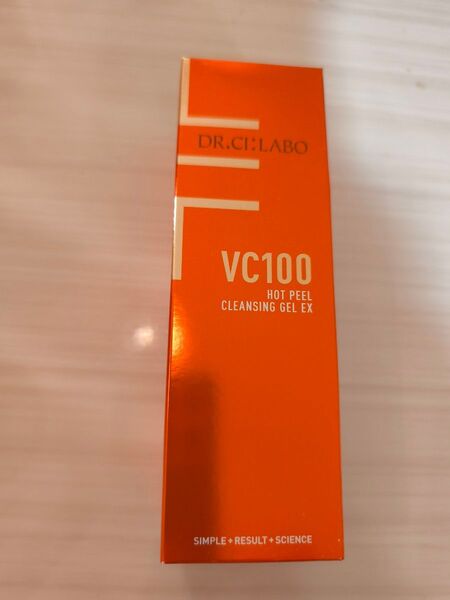 DR.CI:LABO
VC100
HOT PEEL
CLEANSING GEL EX
SIMPLE+RESULT+SCIENCE